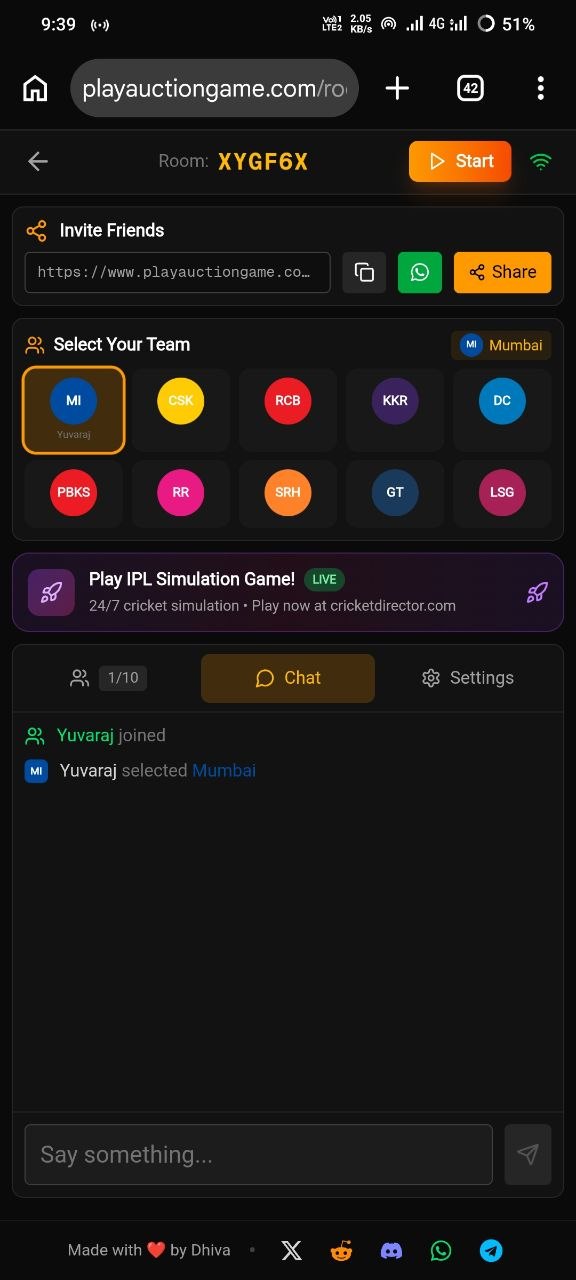 9:39 Vo) 1 LTE2 2.05 KB/s 4G 51%
playauctiongame.com/ro
42
Room: XYGF6X Start
Invite Friends
https://www.playauctiongame.co… Share
Select Your Team MI Mumbai
MI CSK RCB KKR DC
Yuvaraj
PBKS RR SRH GT LSG
Play IPL Simulation Game! LIVE
24/7 cricket simulation • Play now at cricketdirector.com
1/10 Chat Settings
Yuvaraj joined
MI Yuvaraj selected Mumbai
Say something...
Made with ❤️ by Dhiva •